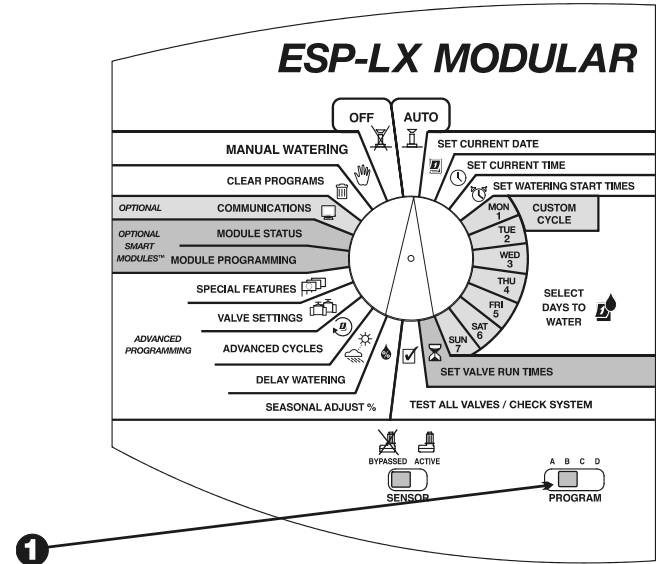 ESP-LX MODULAR
OFF
AUTO
MANUAL WATERING
SET CURRENT DATE
CLEAR PROGRAMS
SET CURRENT TIME
SET WATERING START TIMES
OPTIONAL
COMMUNICATIONS
MON
1
CUSTOM
CYCLE
OPTIONAL
SMART
MODULES™
MODULE STATUS
MODULE PROGRAMMING
TUE
2
WED
3
THU
4
FRI
5
SAT
6
SUN
7
SELECT
DAYS TO
WATER
SPECIAL FEATURES
VALVE SETTINGS
ADVANCED
PROGRAMMING
ADVANCED CYCLES
DELAY WATERING
SEASONAL ADJUST %
%
SET VALVE RUN TIMES
TEST ALL VALVES / CHECK SYSTEM
BYPASSED ACTIVE
SENSOR
A B C D
PROGRAM
1